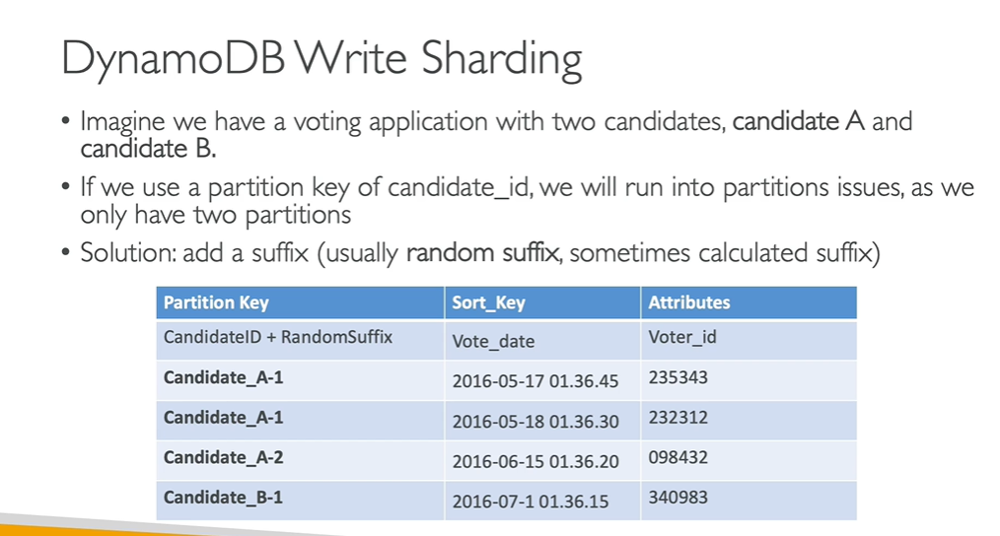 DynamoDB Write Sharding
• Imagine we have a voting application with two candidates, candidate A and
candidate B.
• If we use a partition key of candidate_id, we will run into partitions issues, as we
only have two partitions
• Solution: add a suffix (usually random suffix, sometimes calculated suffix)
Partition Key Sort_Key Attributes
CandidateID + RandomSuffix Vote_date Voter_id
Candidate_A-1 2016-05-17 01.36.45 235343
Candidate_A-1 2016-05-18 01.36.30 232312
Candidate_A-2 2016-06-15 01.36.20 098432
Candidate_B-1 2016-07-1 01.36.15 340983